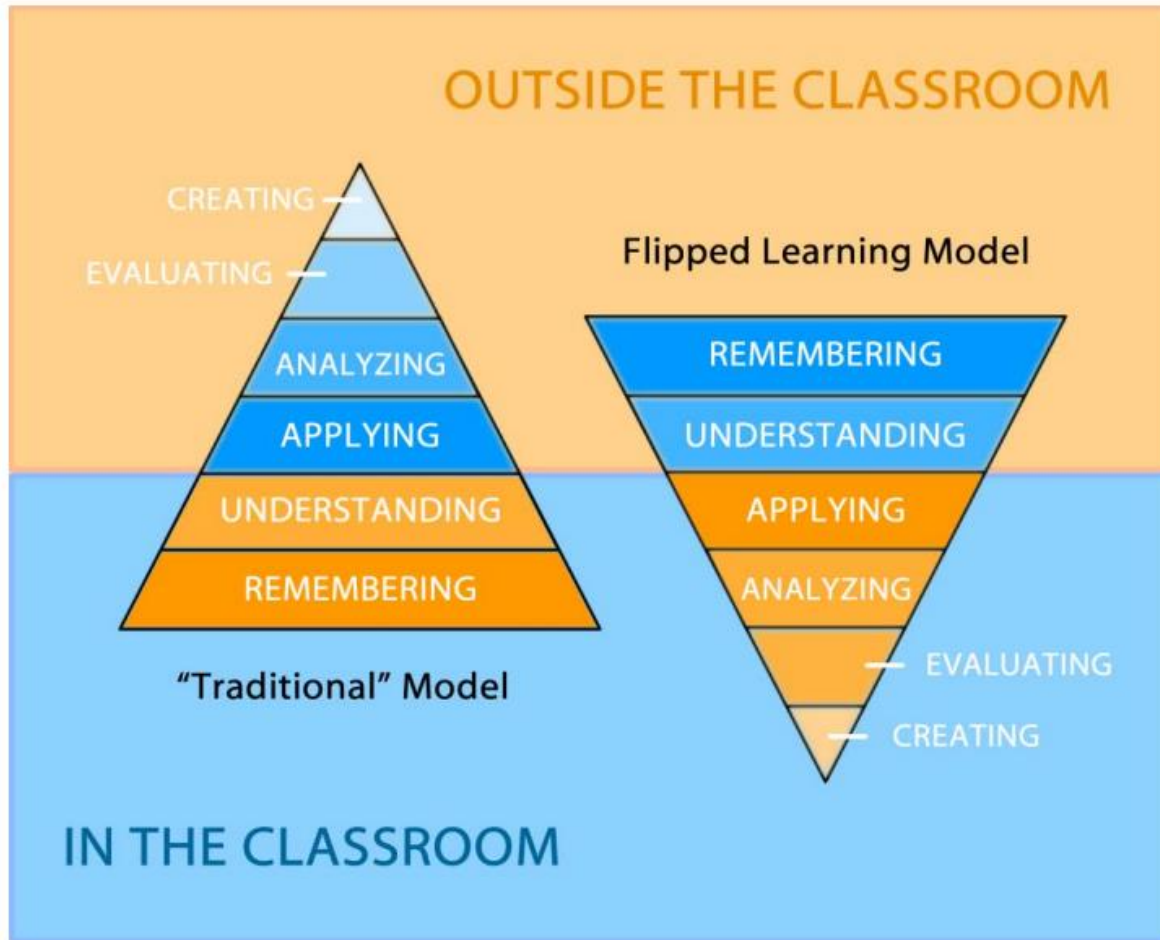 OUTSIDE THE CLASSROOM
CREATING
EVALUATING
ANALYZING
APPLYING
UNDERSTANDING
REMEMBERING
“Traditional” Model
Flipped Learning Model
REMEMBERING
UNDERSTANDING
APPLYING
ANALYZING
EVALUATING
CREATING
IN THE CLASSROOM